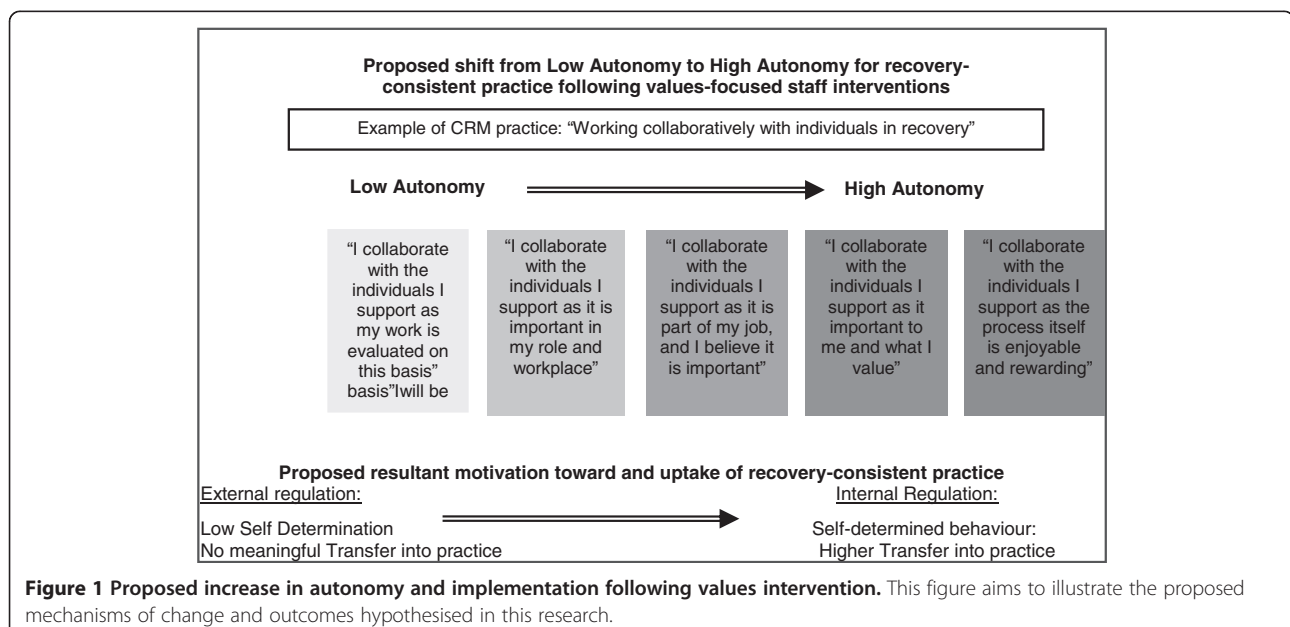 Proposed shift from Low Autonomy to High Autonomy for recovery-
consistent practice following values-focused staff interventions
Example of CRM practice: “Working collaboratively with individuals in recovery”
Low Autonomy
High Autonomy
“I collaborate
with the
individuals I
support as
my work is
evaluated on
this basis”
basis”Iwill be
“I collaborate
with the
individuals I
support as it is
important in
my role and
workplace”
“I collaborate
with the
individuals I
support as it is
part of my job,
and I believe it
is important”
“I collaborate
with the
individuals I
support as it
important to
me and what I
value”
“I collaborate
with the
individuals I
support as the
process itself
is enjoyable
and rewarding”
Proposed resultant motivation toward and uptake of recovery-consistent practice
External regulation:
Low Self Determination
No meaningful Transfer into practice
Internal Regulation:
Self-determined behaviour:
Higher Transfer into practice
Figure 1 Proposed increase in autonomy and implementation following values intervention. This figure aims to illustrate the proposed
mechanisms of change and outcomes hypothesised in this research.